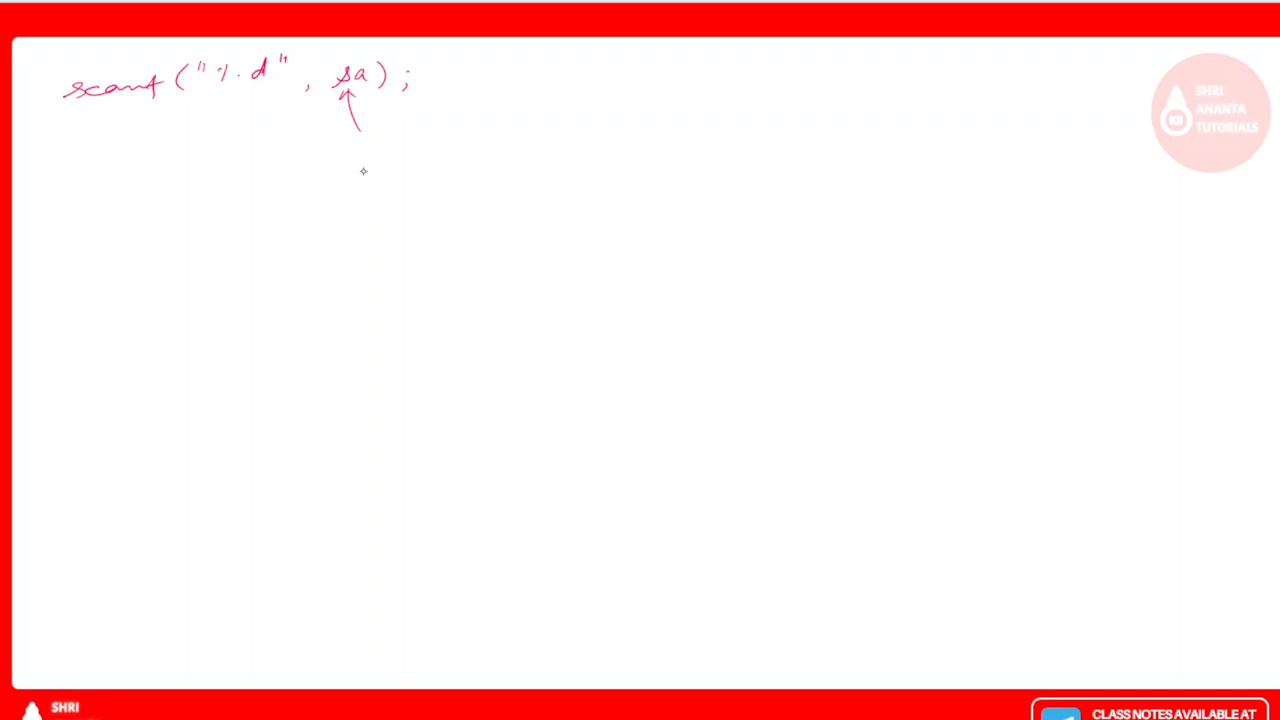 scanf ("%d" , &a) ;
SHRI
ANANTA
TUTORIALS
SHRI
CLASS NOTES AVAILABLE AT